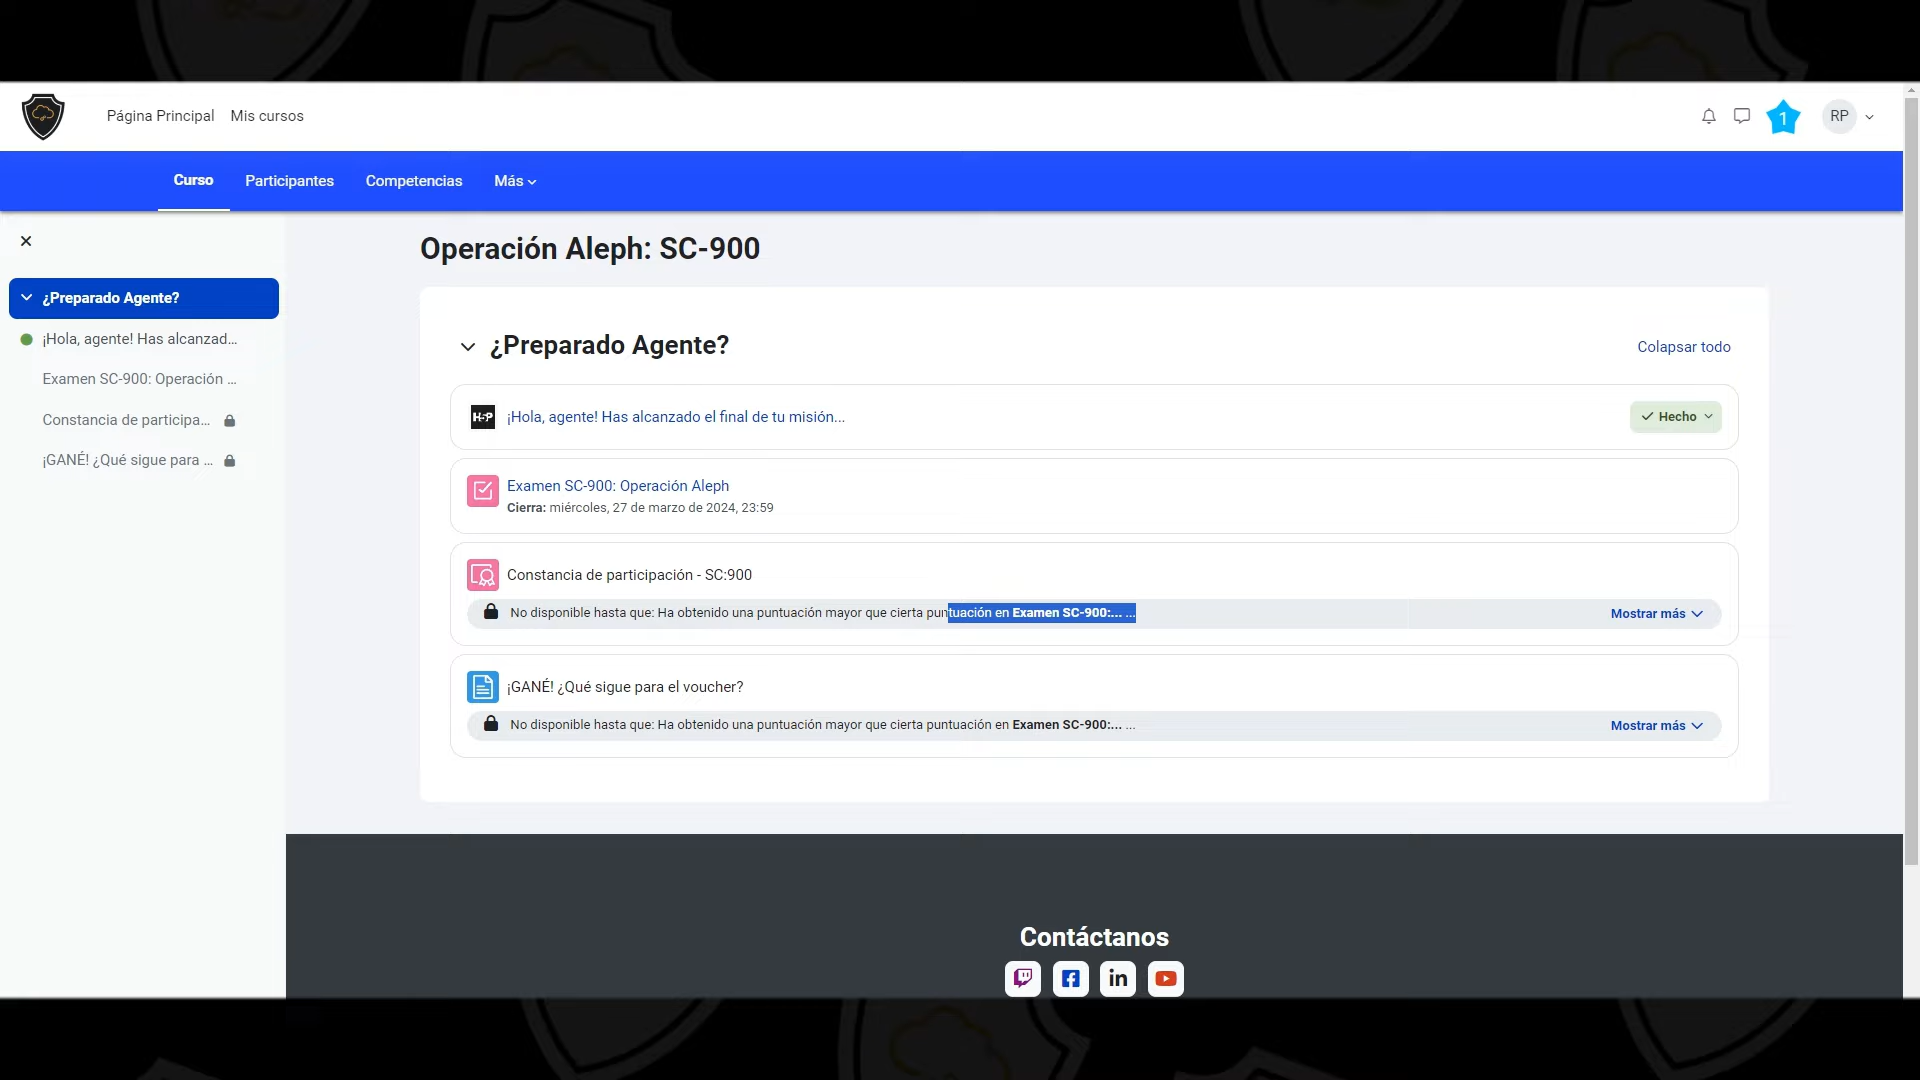 Página Principal Mis cursos
1
RP
Curso Participantes Competencias Más
¿Preparado Agente?
¡Hola, agente! Has alcanzad...
Examen SC-900: Operación ...
Constancia de participa...
¡GANÉ! ¿Qué sigue para ...
Operación Aleph: SC-900
¿Preparado Agente?
Colapsar todo
H5P
¡Hola, agente! Has alcanzado el final de tu misión...
Hecho
Examen SC-900: Operación Aleph
Cierra: miércoles, 27 de marzo de 2024, 23:59
Constancia de participación - SC:900
No disponible hasta que: Ha obtenido una puntuación mayor que cierta puntuación en Examen SC-900:... ...
Mostrar más
¡GANÉ! ¿Qué sigue para el voucher?
No disponible hasta que: Ha obtenido una puntuación mayor que cierta puntuación en Examen SC-900:... ...
Mostrar más
Contáctanos
in